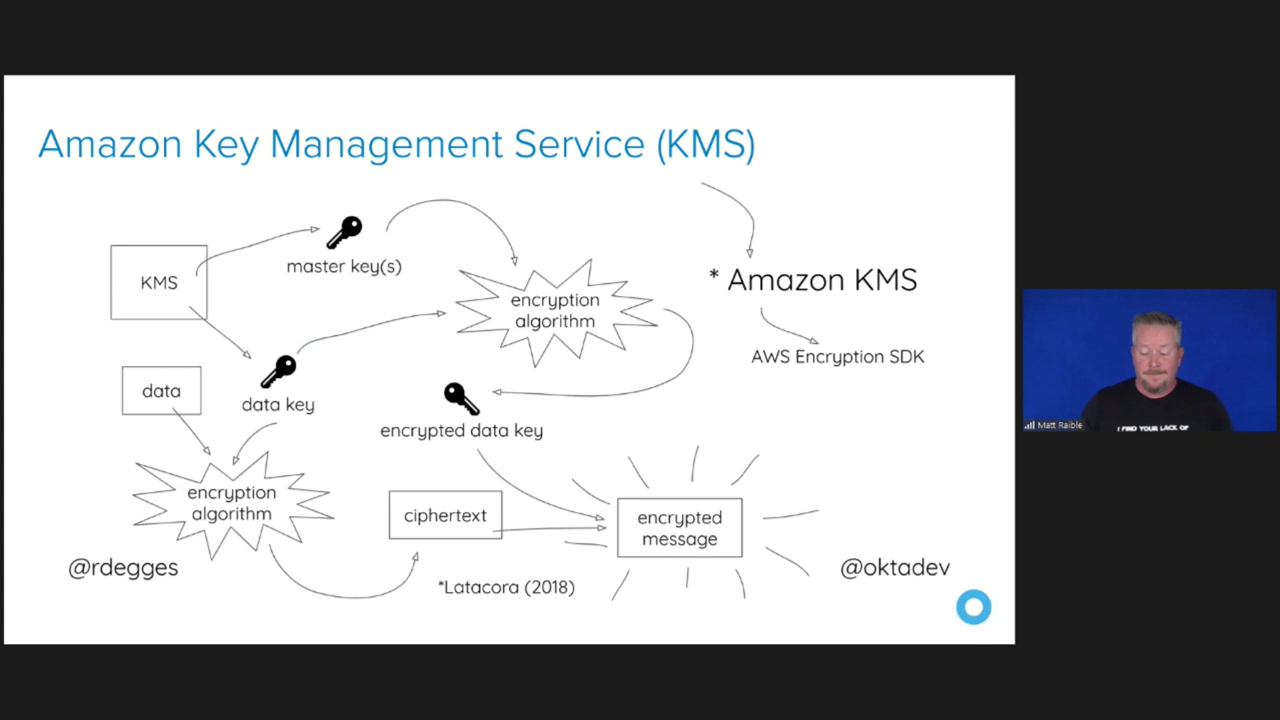 Amazon Key Management Service (KMS)
KMS
master key(s)
encryption
algorithm
* Amazon KMS
AWS Encryption SDK
data
data key
encrypted data key
encryption
algorithm
ciphertext
encrypted
message
@rdegges
*Latacora (2018)
@oktadev
Matt Raible
I FIND YOUR LACK OF